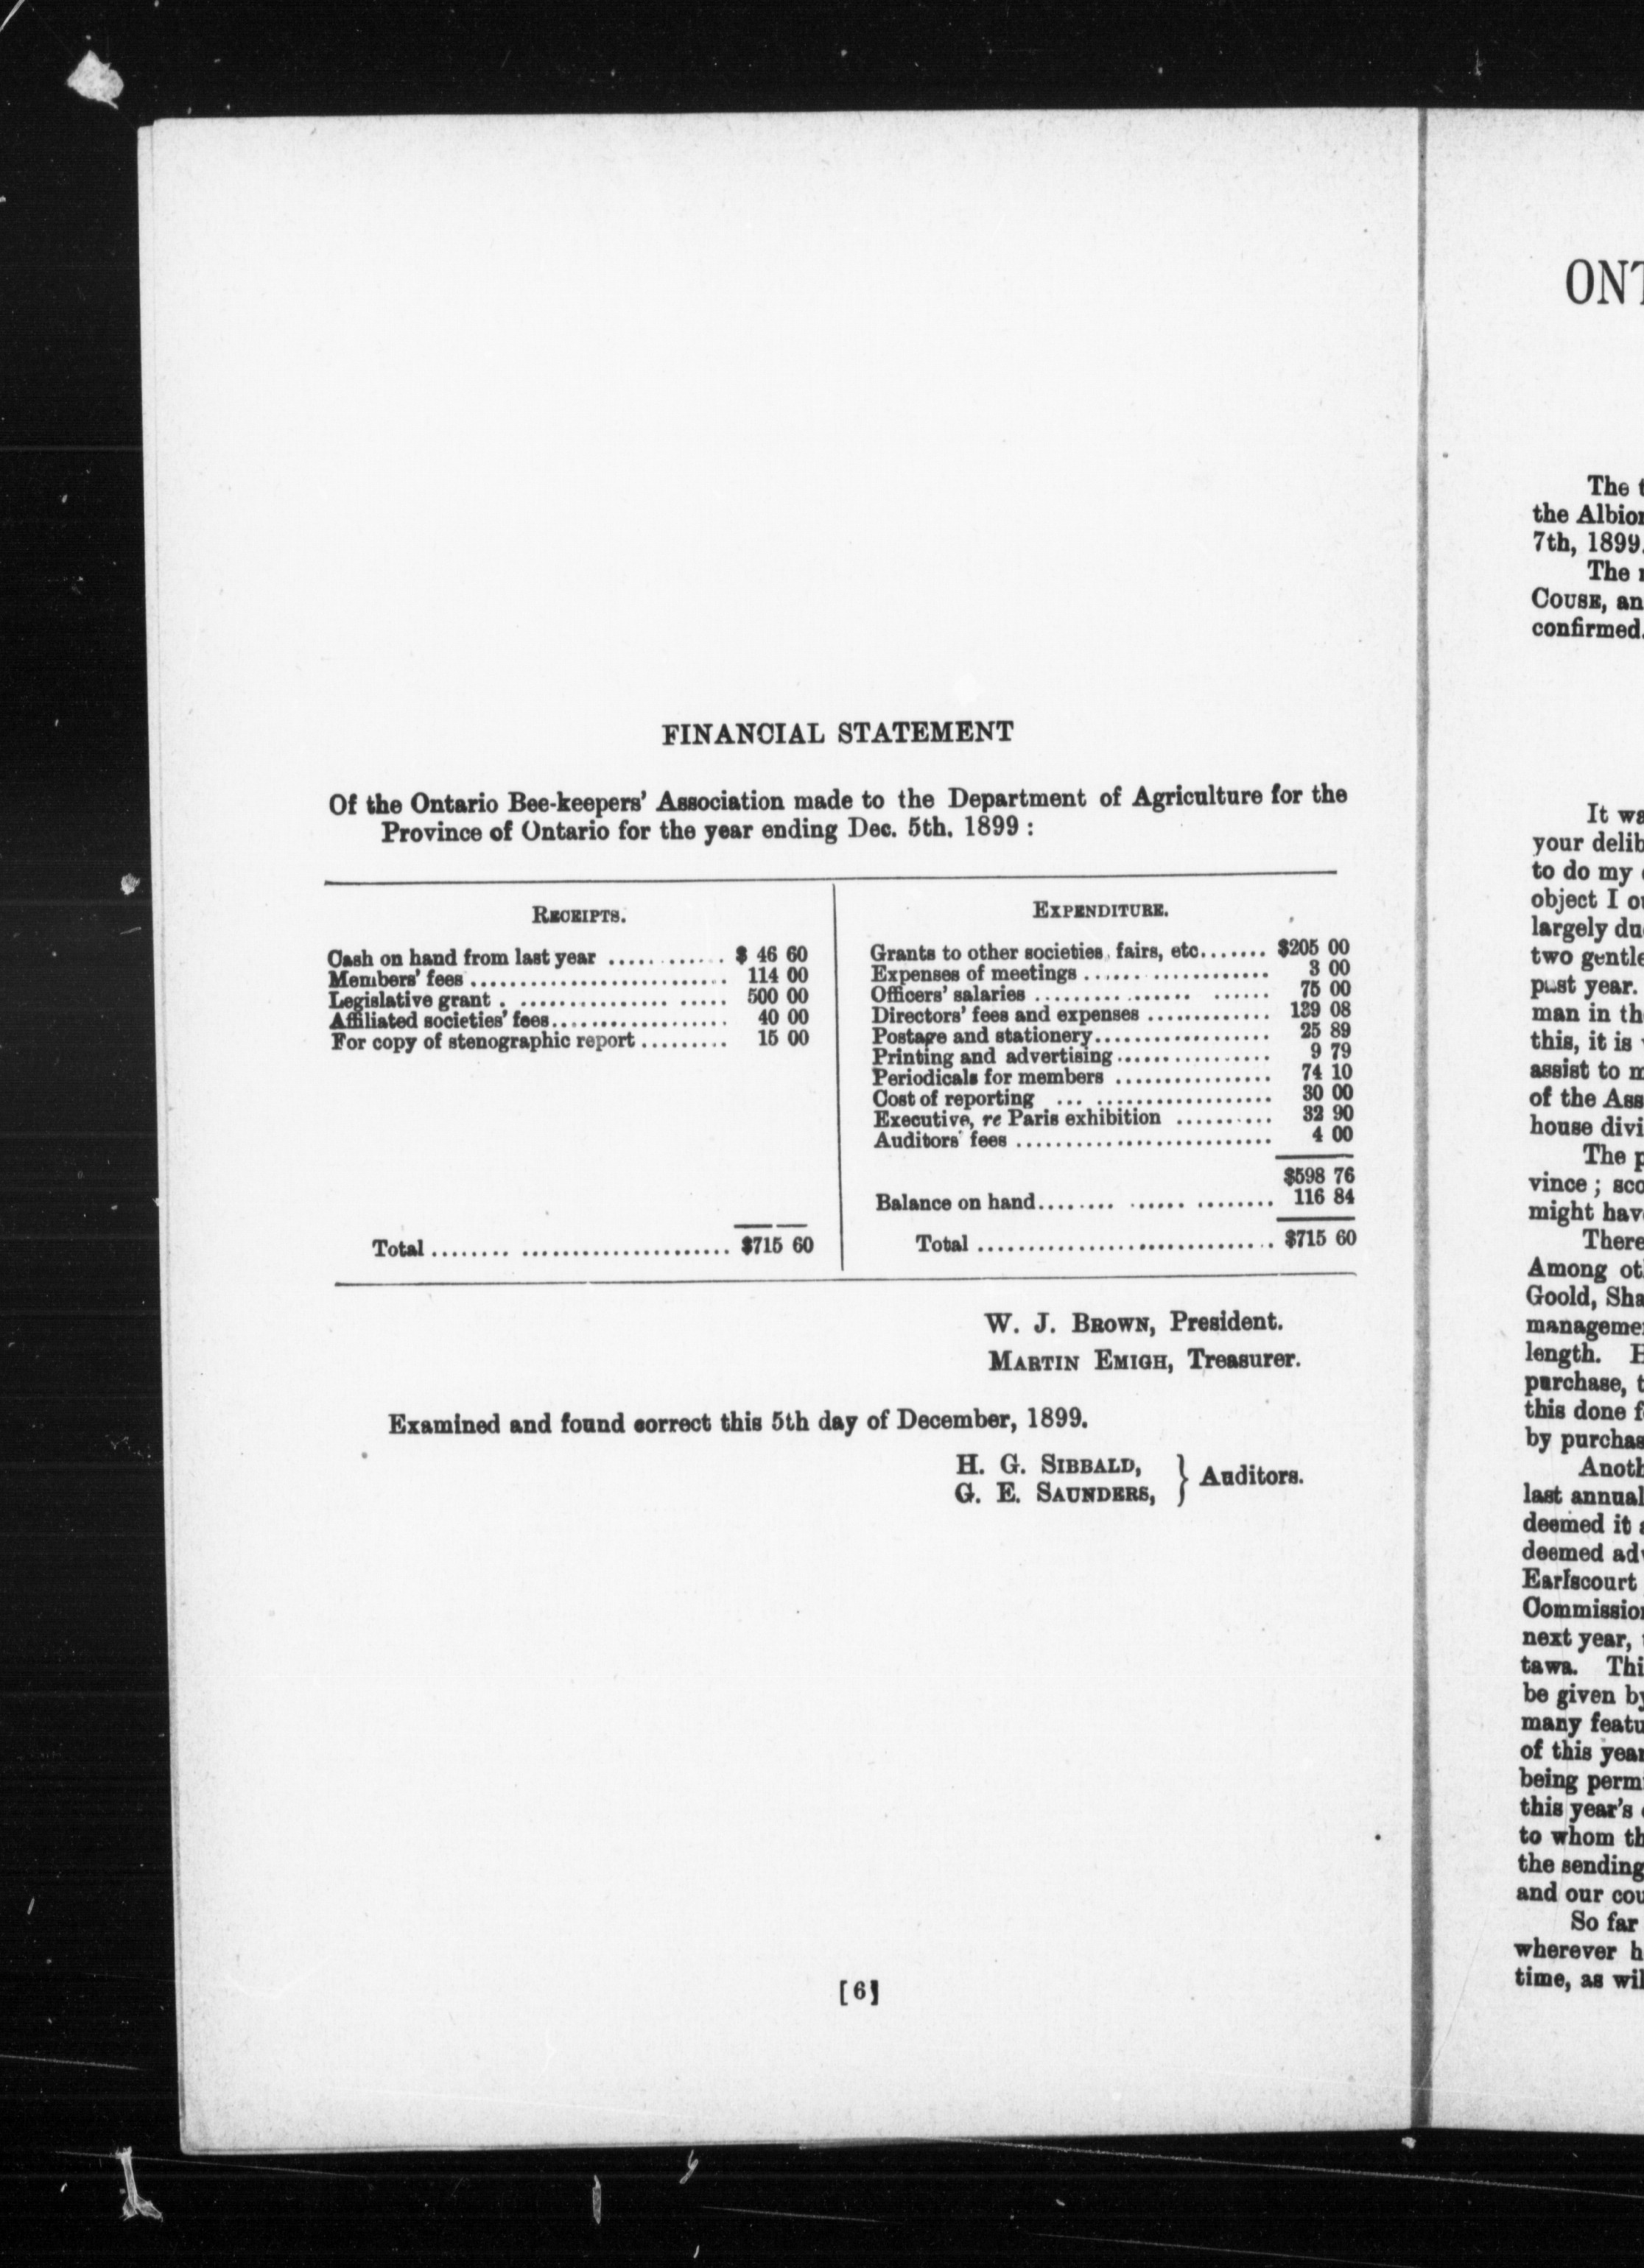 FINANCIAL STATEMENT
Of the Ontario Bee-keepers' Association made to the Department of Agriculture for the
Province of Ontario for the year ending Dec. 5th, 1899 :
RECEIPTS.
Cash on hand from last year ............ $ 46 60
Members' fees ......................... 114 00
Legislative grant . ............... ..... 500 00
Affiliated societies' fees.................. 40 00
For copy of stenographic report ......... 15 00
Total ........ ..................... $715 60
EXPENDITURE.
Grants to other societies, fairs, etc....... $205 00
Expenses of meetings ...... ............ 3 00
Officers' salaries ......... ...... ...... 75 00
Directors' fees and expenses ............ 139 08
Postage and stationery.................. 25 89
Printing and advertising................ 9 79
Periodicals for members ................ 74 10
Cost of reporting ... .................. 30 00
Executive, re Paris exhibition .......... 32 90
Auditors' fees ......................... 4 00
$598 76
Balance on hand........ ...... ........ 116 84
Total ............................. $715 60
W. J. BROWN, President.
MARTIN EMIGH, Treasurer.
Examined and found correct this 5th day of December, 1899.
H. G. SIBBALD,
G. E. SAUNDERS, } Auditors.
[6]
ONT
The
the Albion
7th, 1899.
The
COUSE, an
confirmed.
It wa
your delib
to do my
object I ou
largely du
two gentle
past year.
man in th
this, it is
assist to m
of the Ass
house divi
The p
vince ; sco
might hav
There
Among ot
Goold, Sha
managemen
length. H
purchase, t
this done f
by purchas
Anoth
last annual
deemed it
deemed adv
Earlscourt
Commission
next year,
tawa. Thi
be given by
many featu
of this year
being perm
this year's
to whom th
the sending
and our cou
So far
wherever h
time, as wil